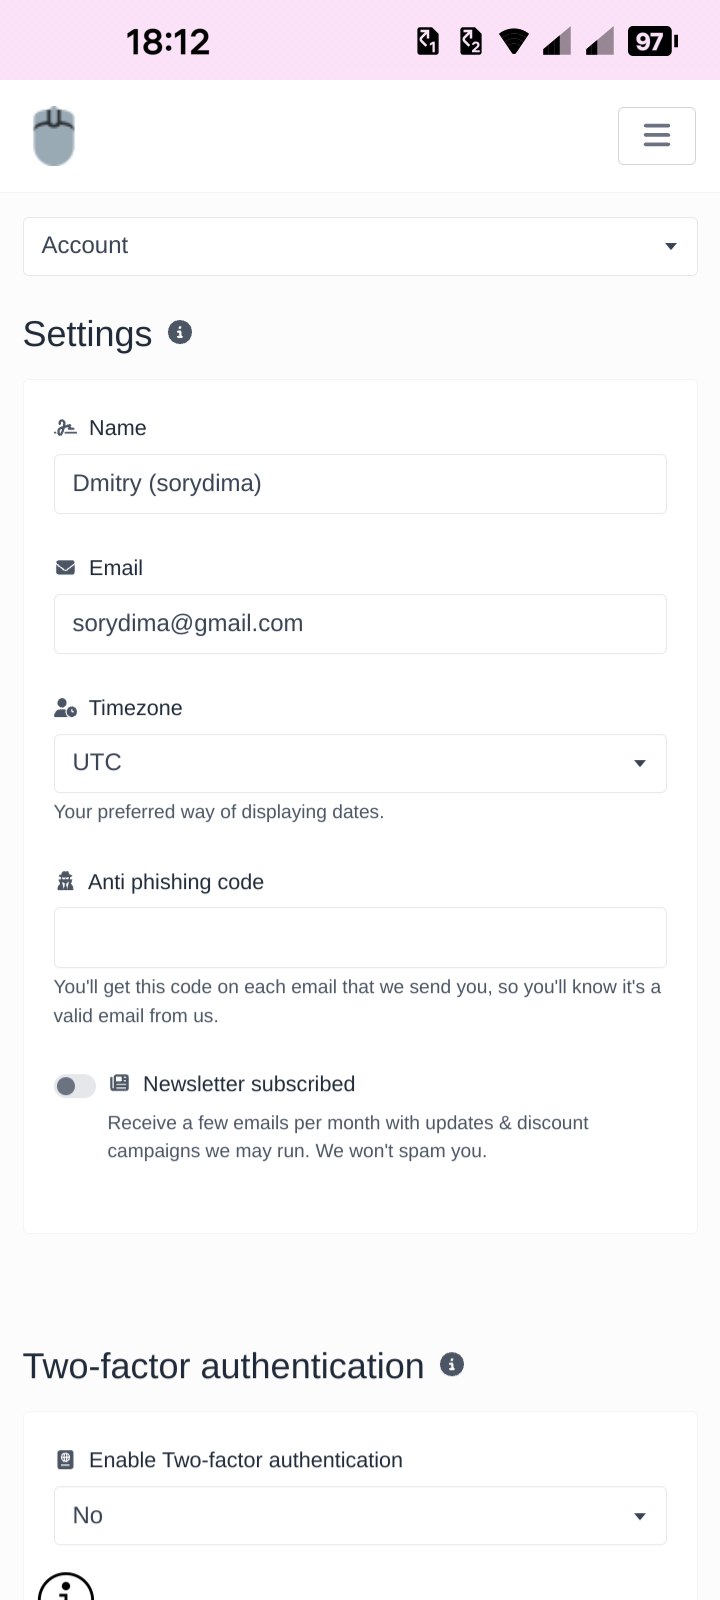 18:12
1
2
97
Account
Settings
Name
Dmitry (sorydima)
Email
sorydima@gmail.com
Timezone
UTC
Your preferred way of displaying dates.
Anti phishing code
You'll get this code on each email that we send you, so you'll know it's a
valid email from us.
Newsletter subscribed
Receive a few emails per month with updates & discount
campaigns we may run. We won't spam you.
Two-factor authentication
Enable Two-factor authentication
No